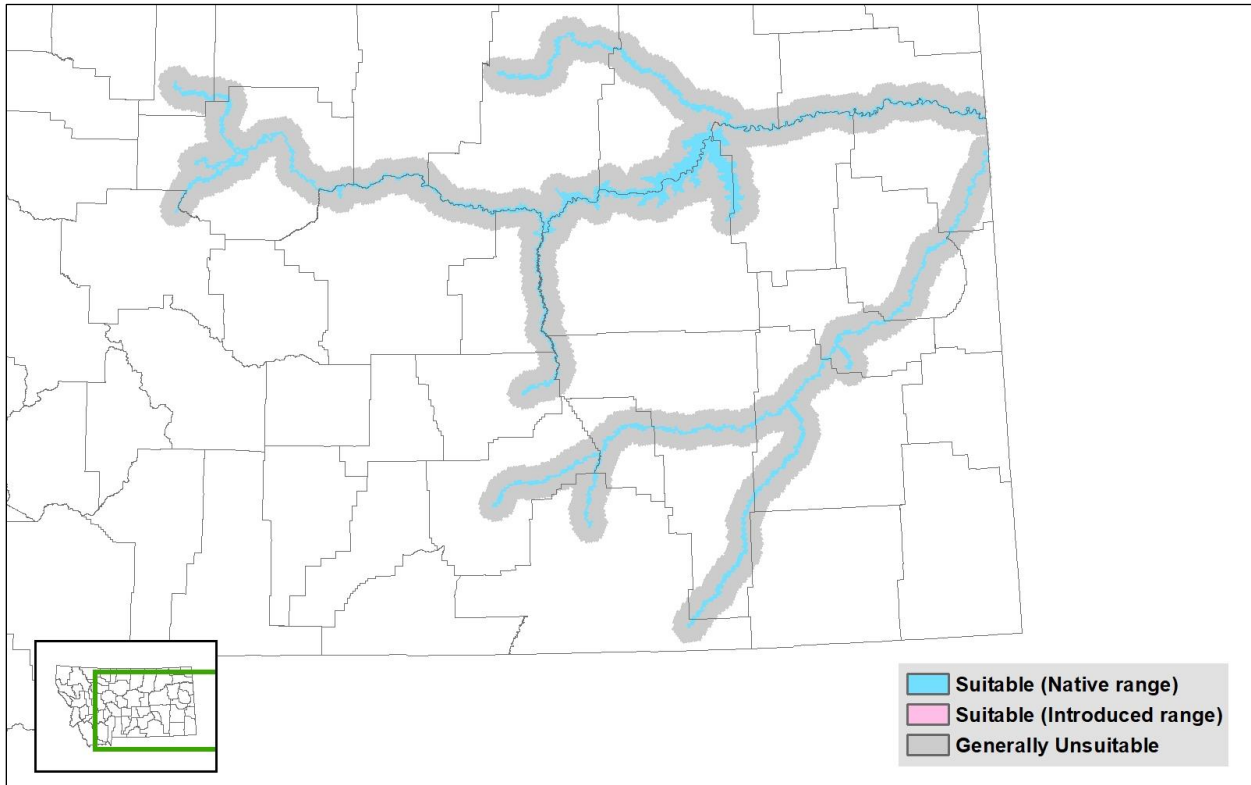 Suitable (Native range)
Suitable (Introduced range)
Generally Unsuitable